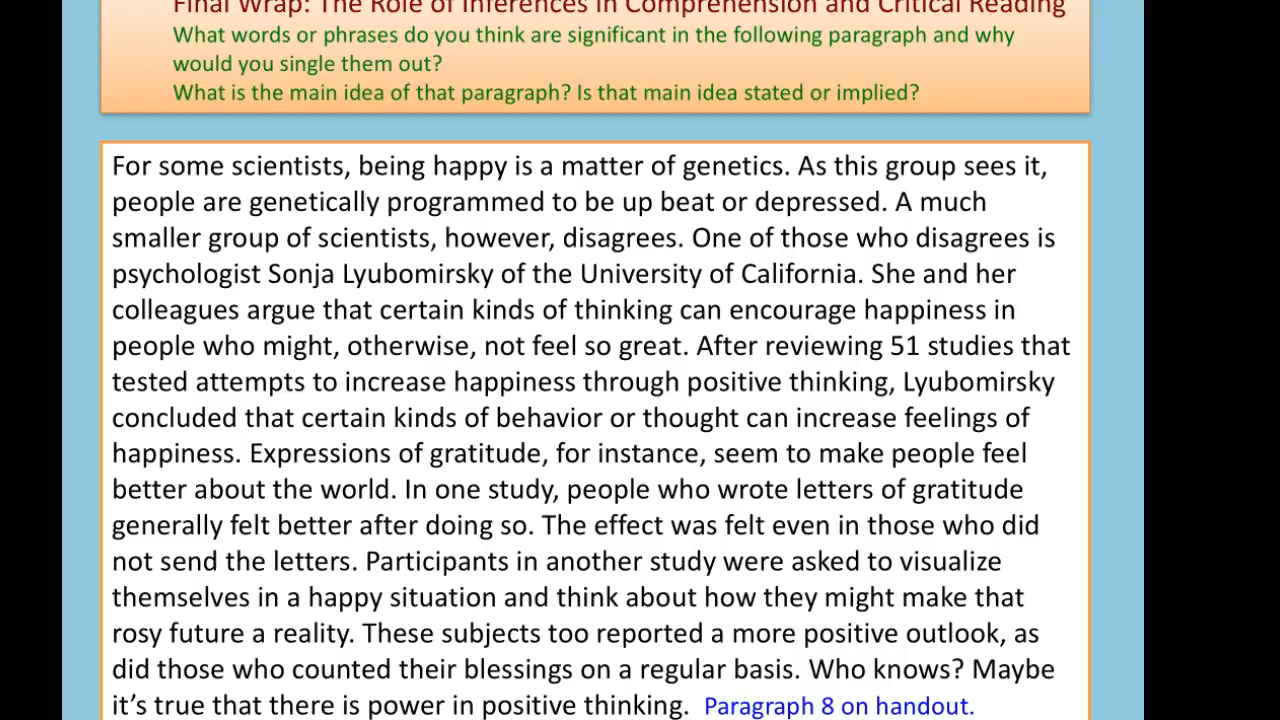 Final Wrap: The Role of Inferences in Comprehension and Critical Reading
What words or phrases do you think are significant in the following paragraph and why
would you single them out?
What is the main idea of that paragraph? Is that main idea stated or implied?
For some scientists, being happy is a matter of genetics. As this group sees it,
people are genetically programmed to be up beat or depressed. A much
smaller group of scientists, however, disagrees. One of those who disagrees is
psychologist Sonja Lyubomirsky of the University of California. She and her
colleagues argue that certain kinds of thinking can encourage happiness in
people who might, otherwise, not feel so great. After reviewing 51 studies that
tested attempts to increase happiness through positive thinking, Lyubomirsky
concluded that certain kinds of behavior or thought can increase feelings of
happiness. Expressions of gratitude, for instance, seem to make people feel
better about the world. In one study, people who wrote letters of gratitude
generally felt better after doing so. The effect was felt even in those who did
not send the letters. Participants in another study were asked to visualize
themselves in a happy situation and think about how they might make that
rosy future a reality. These subjects too reported a more positive outlook, as
did those who counted their blessings on a regular basis. Who knows? Maybe
it’s true that there is power in positive thinking. Paragraph 8 on handout.